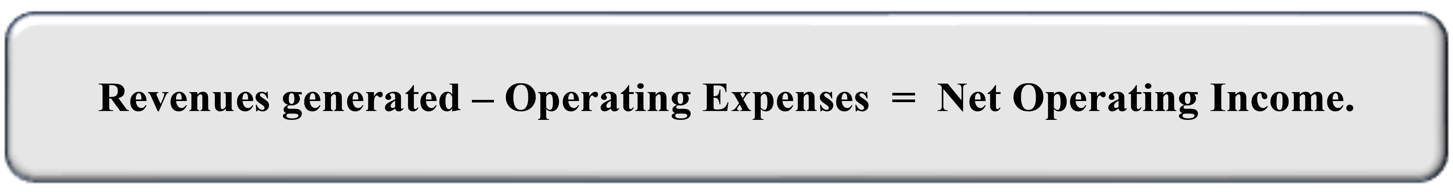 Revenues generated – Operating Expenses = Net Operating Income.